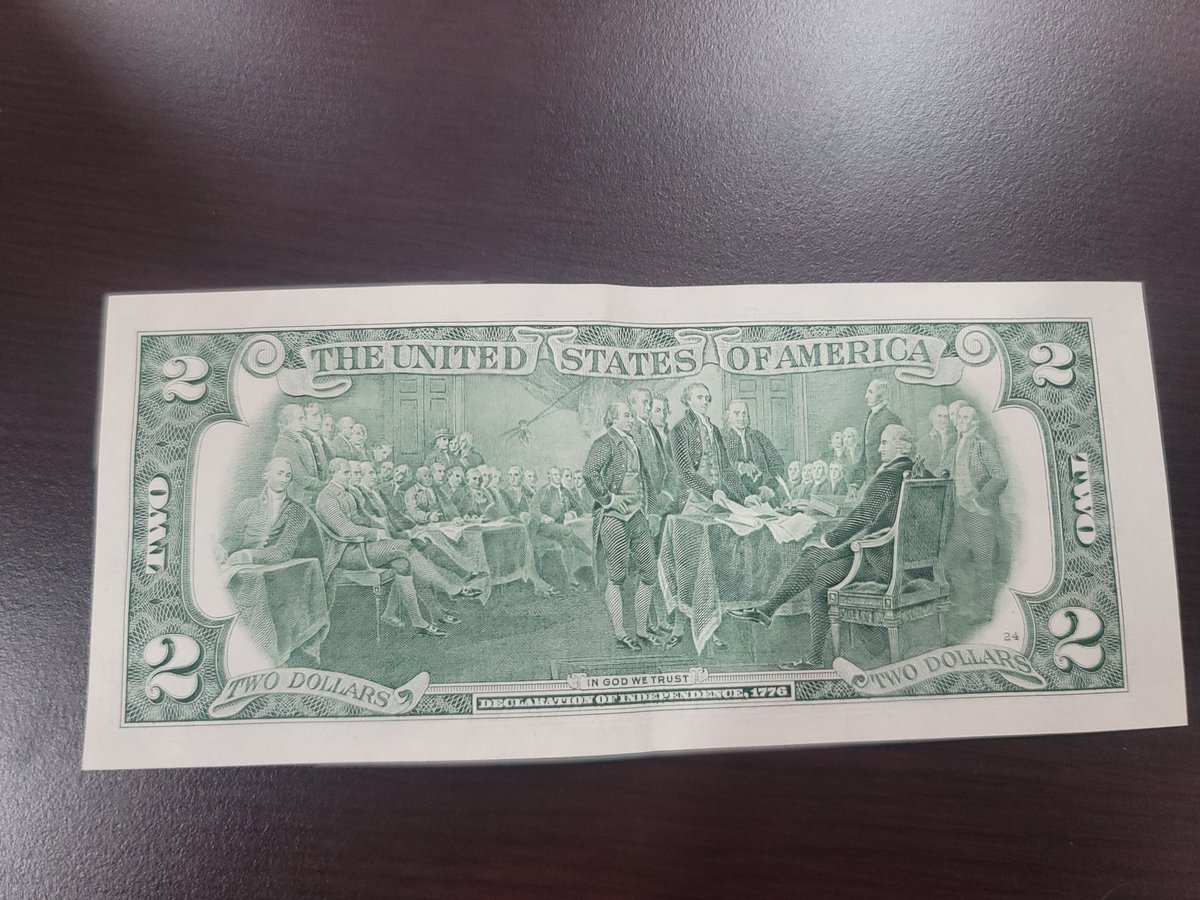 THE UNITED STATES OF AMERICA
2 2
TWO TWO
24
2 2
TWO DOLLARS TWO DOLLARS
IN GOD WE TRUST
DECLARATION OF INDEPENDENCE, 1776